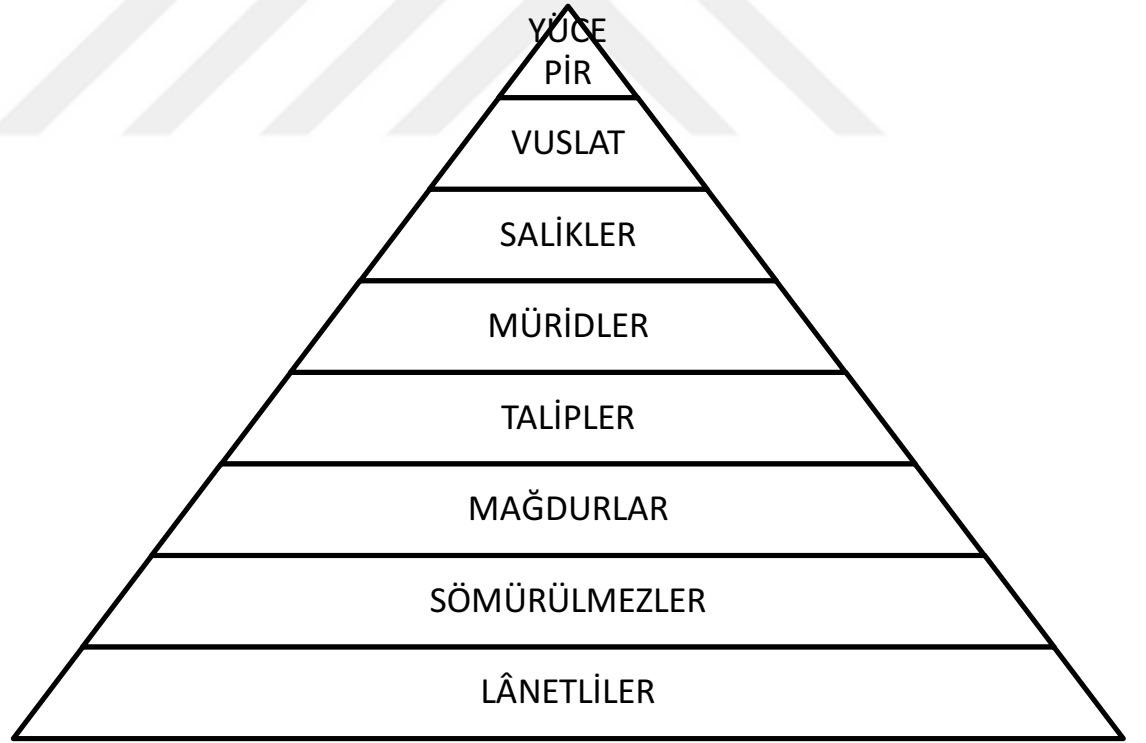 YÜCE
PİR
VUSLAT
SALİKLER
MÜRİDLER
TALİPLER
MAĞDURLAR
SÖMÜRÜLMEZLER
LÂNETLİLER